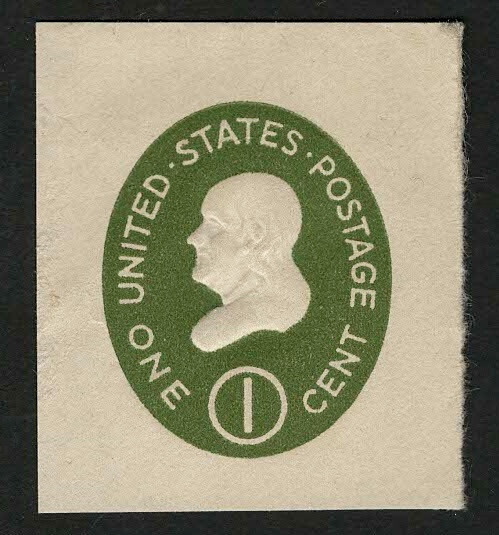 UNITED · STATES · POSTAGE
ONE 1 CENT